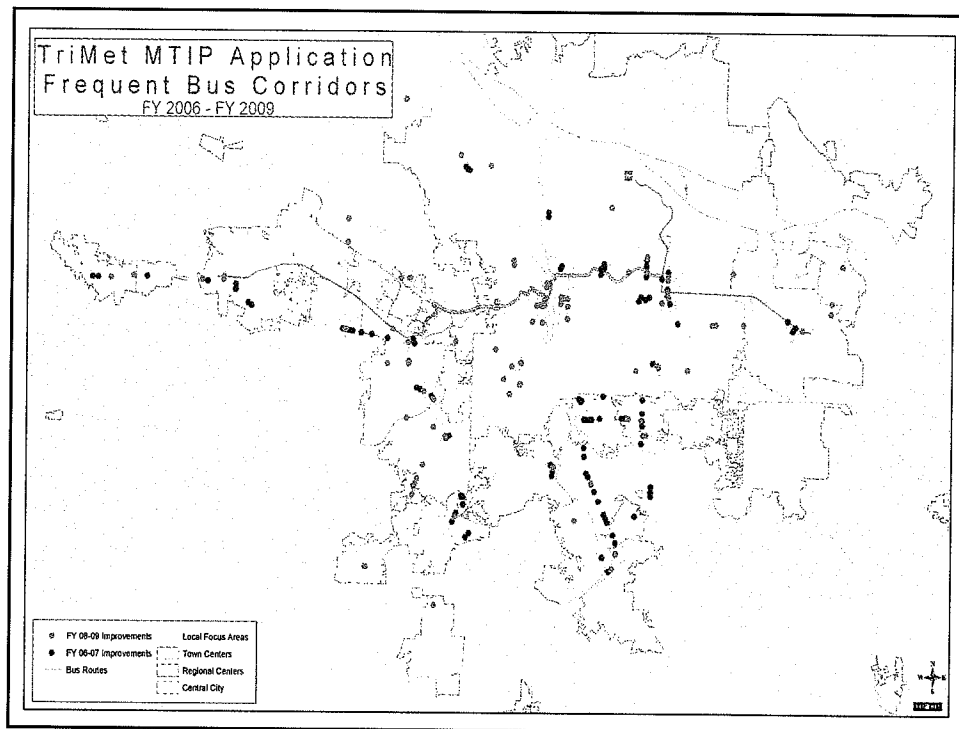 TriMet MTIP Application
Frequent Bus Corridors
FY 2006 - FY 2009
FY 08-09 Improvements
FY 06-07 Improvements
Bus Routes
Local Focus Areas
Town Centers
Regional Centers
Central City
N
W E
S